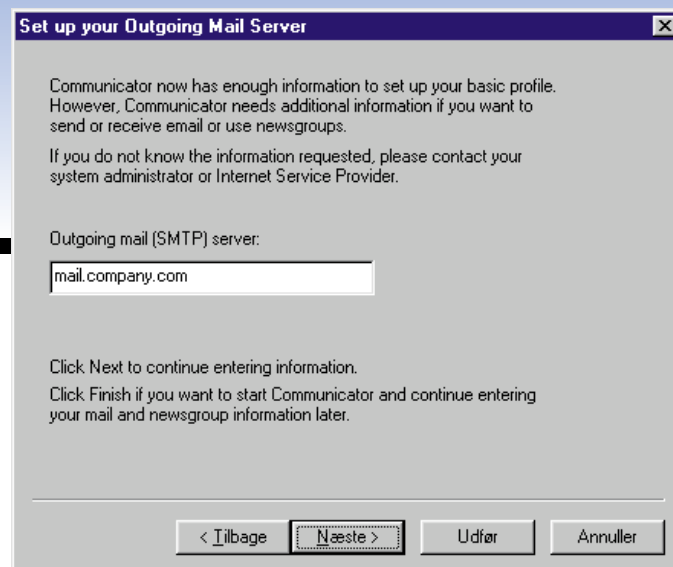 Set up your Outgoing Mail Server
Communicator now has enough information to set up your basic profile.
However, Communicator needs additional information if you want to
send or receive email or use newsgroups.
If you do not know the information requested, please contact your
system administrator or Internet Service Provider.
Outgoing mail (SMTP) server:
mail.company.com
Click Next to continue entering information.
Click Finish if you want to start Communicator and continue entering
your mail and newsgroup information later.
< Tilbage
Næste >
Udfør
Annuller